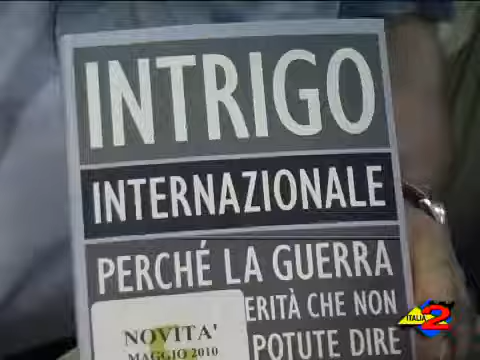 INTRIGO
INTERNAZIONALE
PERCHÉ LA GUERRA
ERITÀ CHE NON
POTUTE DIRE
NOVITA'
MAGGIO 2010
ITALIA 2